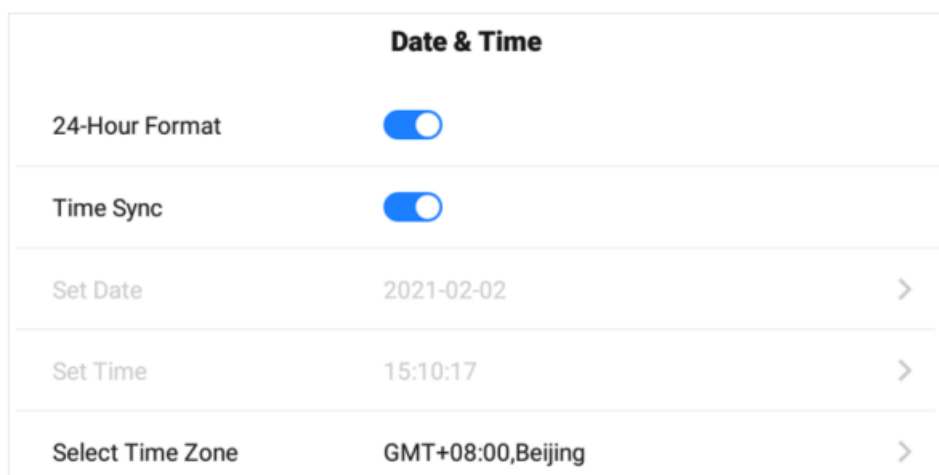 Date & Time
24-Hour Format
Time Sync
Set Date 2021-02-02
Set Time 15:10:17
Select Time Zone GMT+08:00,Beijing